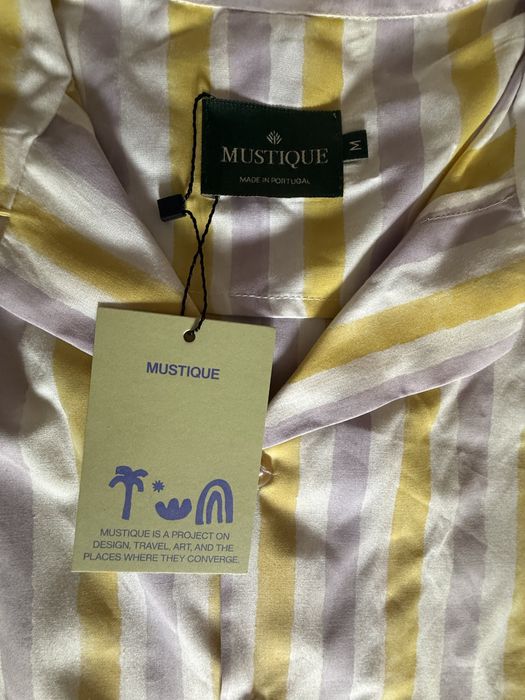 MUSTIQUE
MADE IN PORTUGAL
M
MUSTIQUE
MUSTIQUE IS A PROJECT ON
DESIGN, TRAVEL, ART, AND THE
PLACES WHERE THEY CONVERGE.